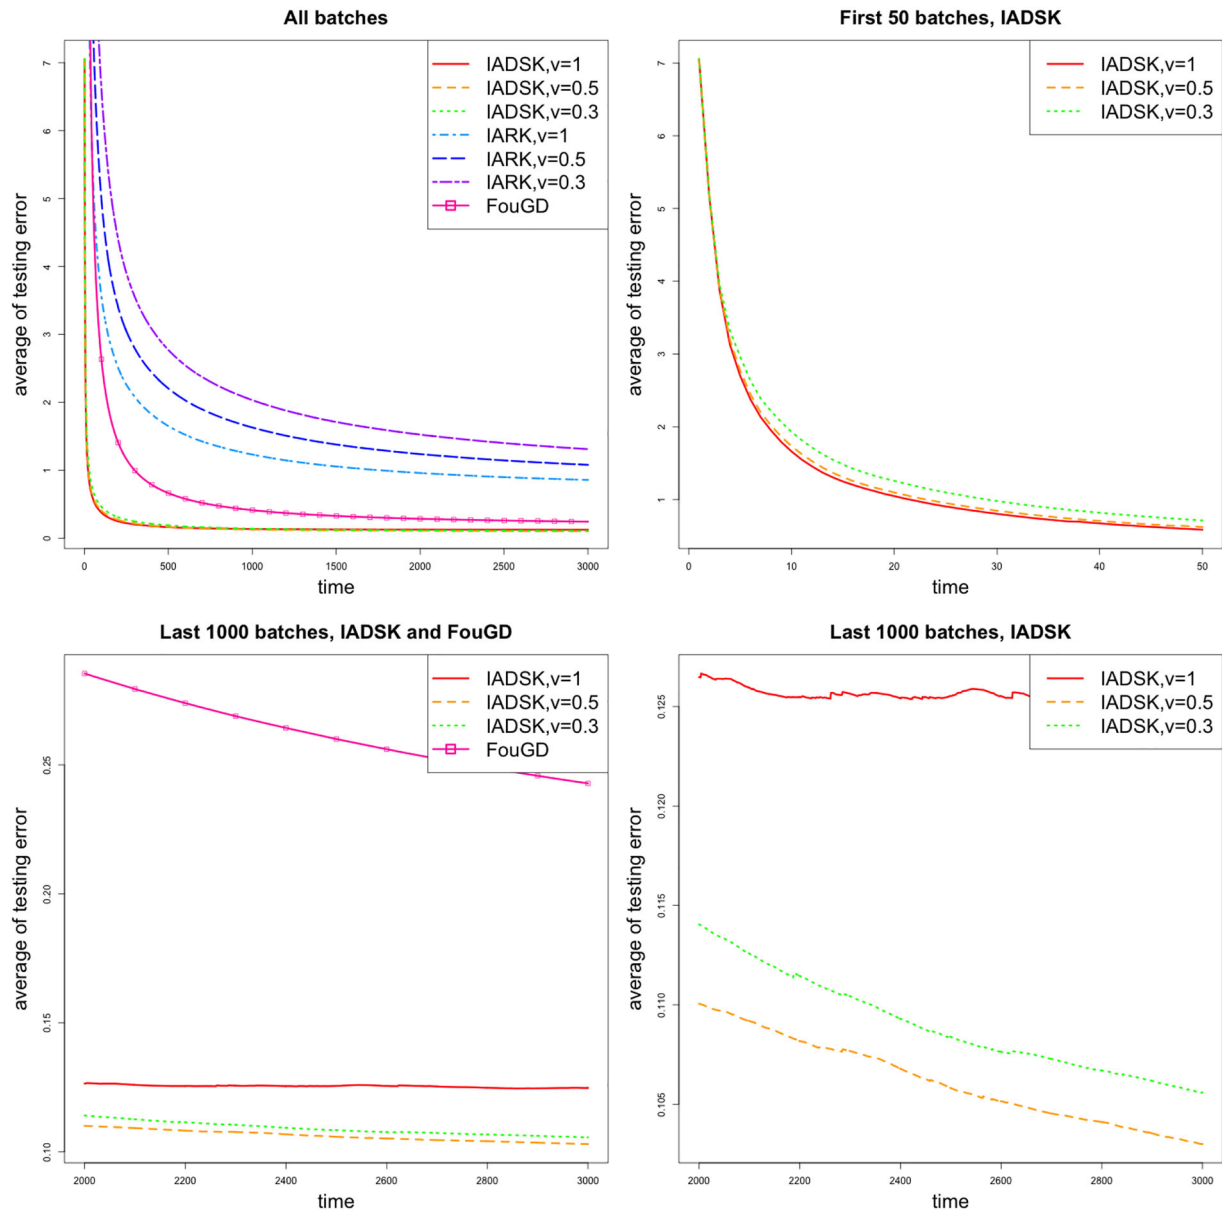 All batches
7
6
5
4
3
2
1
0
average of testing error
IADSK,v=1
IADSK,v=0.5
IADSK,v=0.3
IARK,v=1
IARK,v=0.5
IARK,v=0.3
FouGD
0 500 1000 1500 2000 2500 3000
time
First 50 batches, IADSK
7
6
5
4
3
2
1
average of testing error
IADSK,v=1
IADSK,v=0.5
IADSK,v=0.3
0 10 20 30 40 50
time
Last 1000 batches, IADSK and FouGD
0.25
0.20
0.15
0.10
average of testing error
IADSK,v=1
IADSK,v=0.5
IADSK,v=0.3
FouGD
2000 2200 2400 2600 2800 3000
time
Last 1000 batches, IADSK
0.125
0.120
0.115
0.110
0.105
average of testing error
IADSK,v=1
IADSK,v=0.5
IADSK,v=0.3
2000 2200 2400 2600 2800 3000
time